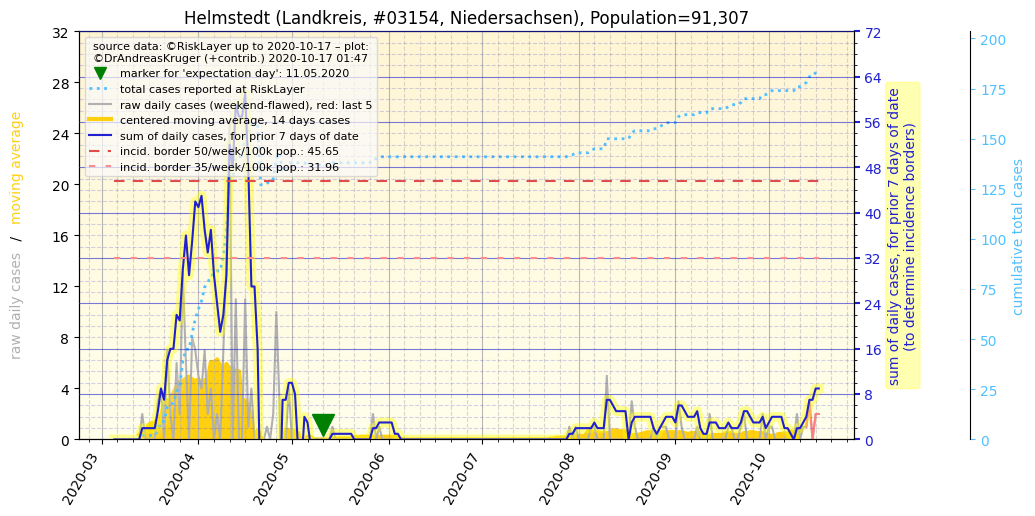 Helmstedt (Landkreis, #03154, Niedersachsen), Population=91,307
source data: ©RiskLayer up to 2020-10-17 – plot:
©DrAndreasKruger (+contrib.) 2020-10-17 01:47
marker for 'expectation day': 11.05.2020
total cases reported at RiskLayer
raw daily cases (weekend-flawed), red: last 5
centered moving average, 14 days cases
sum of daily cases, for prior 7 days of date
incid. border 50/week/100k pop.: 45.65
incid. border 35/week/100k pop.: 31.96
raw daily cases / moving average
32
28
24
20
16
12
8
4
0
2020-03
2020-04
2020-05
2020-06
2020-07
2020-08
2020-09
2020-10
72
64
56
48
40
32
24
16
8
0
sum of daily cases, for prior 7 days of date
(to determine incidence borders)
200
175
150
125
100
75
50
25
0
cumulative total cases